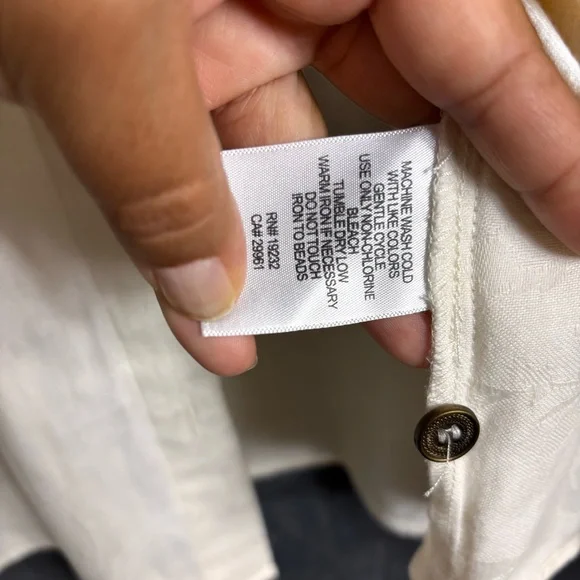 MACHINE WASH COLD
WITH LIKE COLORS
GENTLE CYCLE
USE ONLY NON-CHLORINE
BLEACH
TUMBLE DRY LOW
WARM IRON IF NECESSARY
DO NOT TOUCH
IRON TO BEADS
RN# 19232
CA# 29961